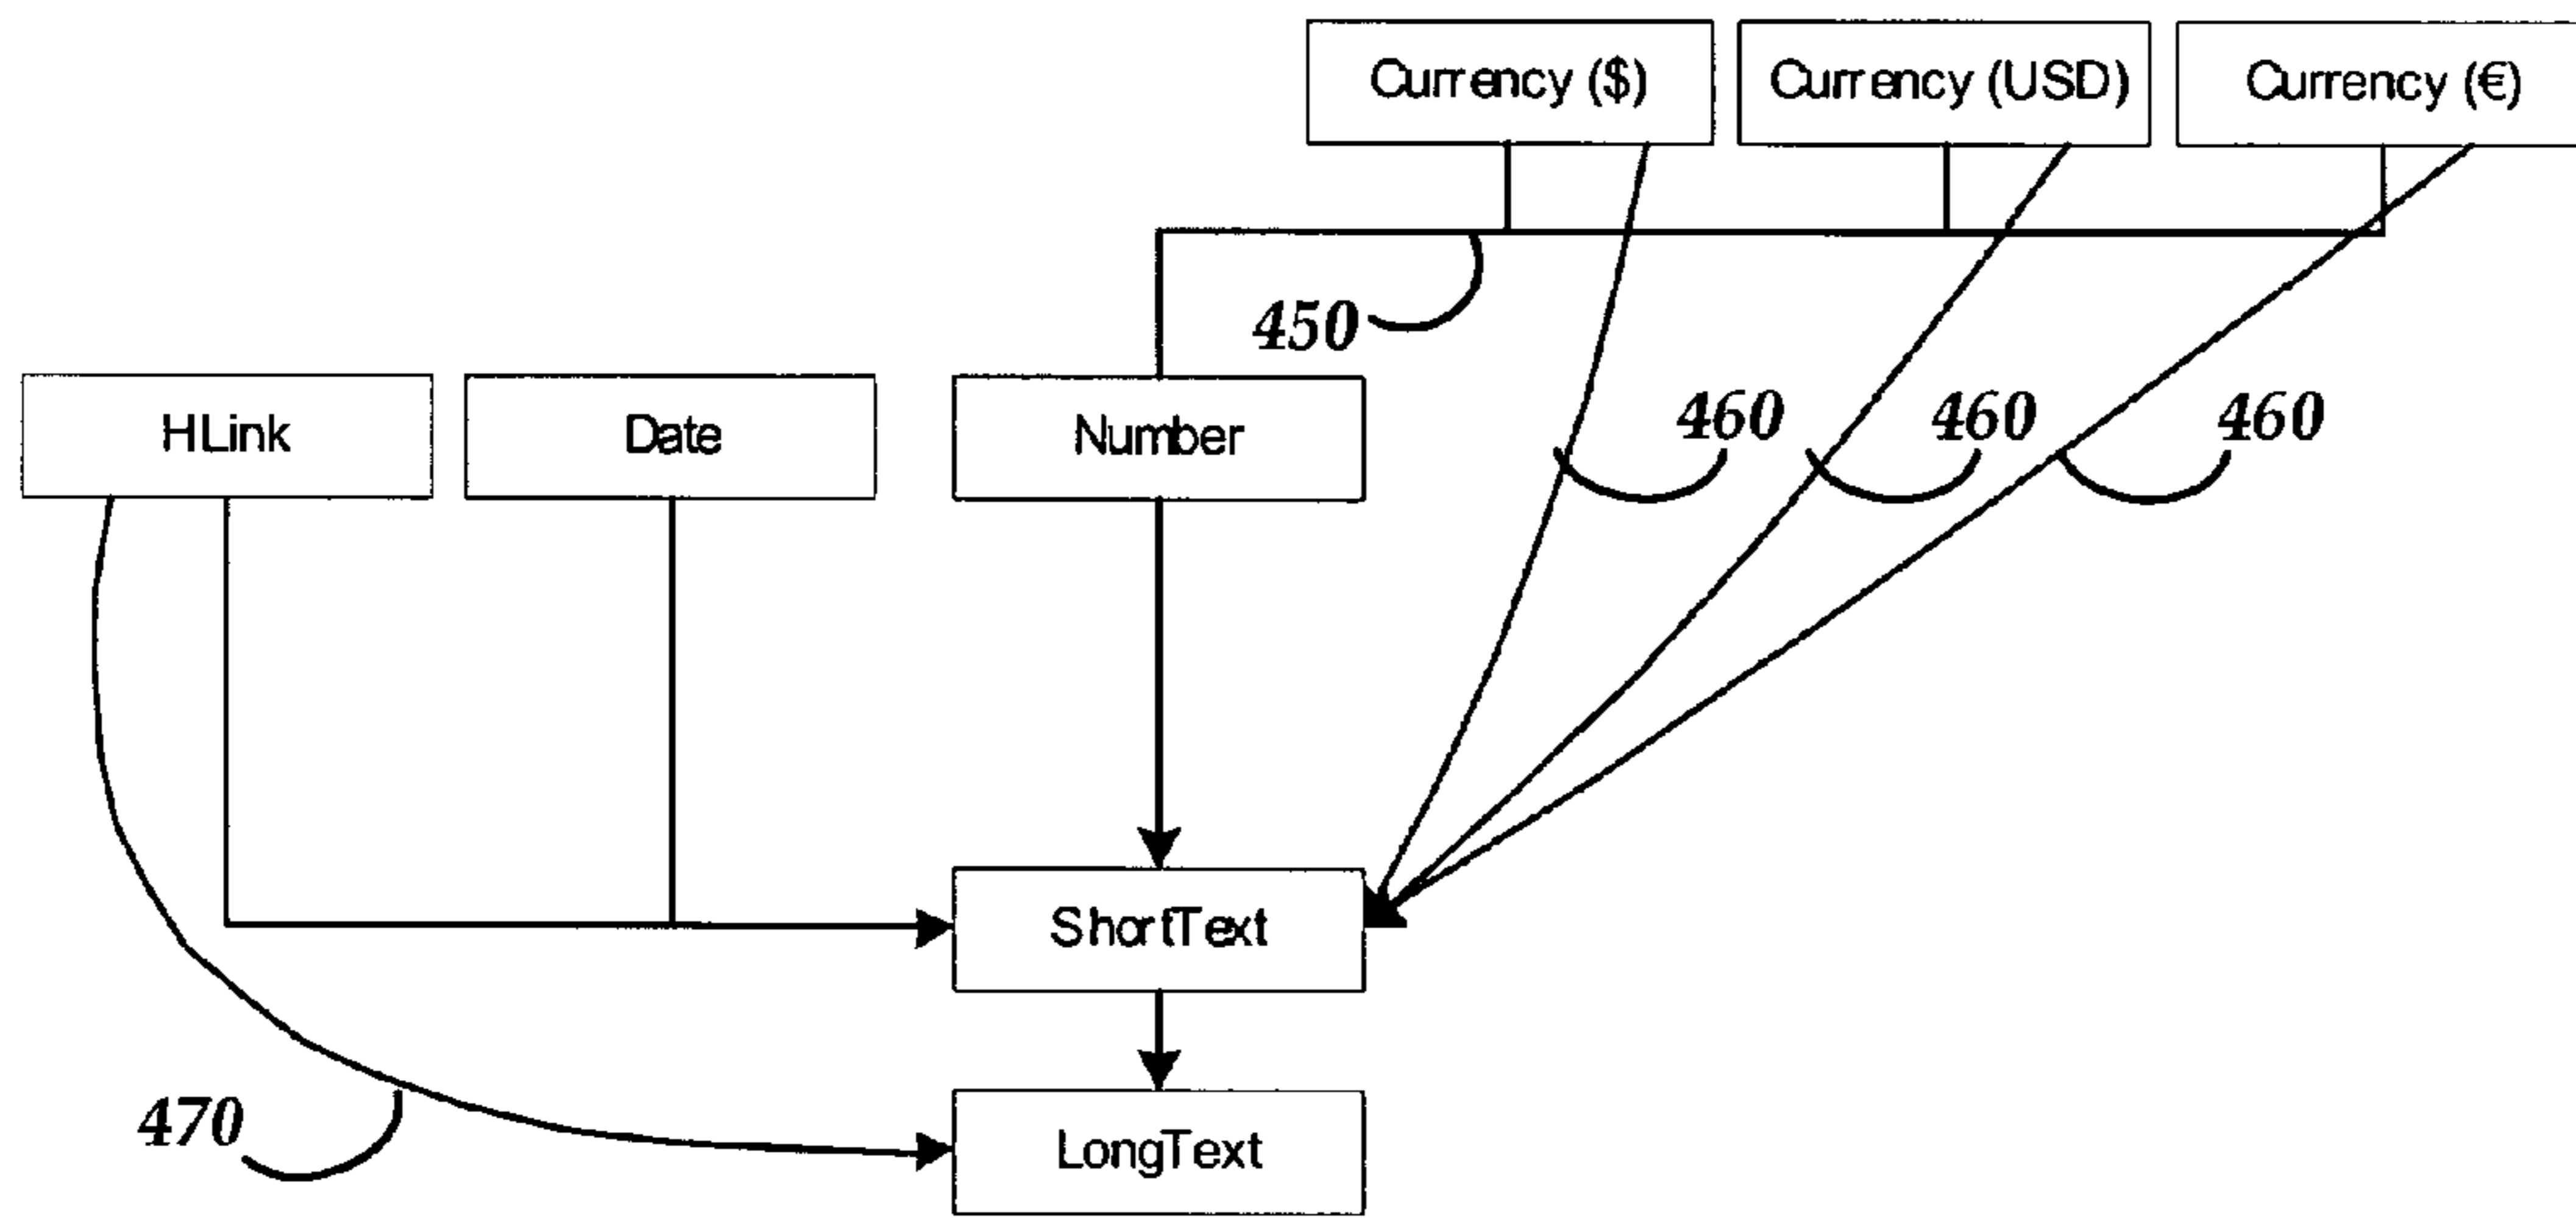 Currency ($) Currency (USD) Currency (€)
450
HLink Date Number 460 460 460
ShortText
470 LongText